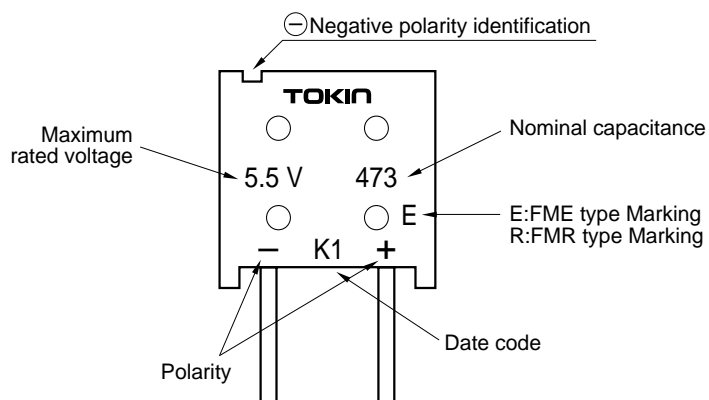 ⊖Negative polarity identification
TOKIN
Maximum
rated voltage
Nominal capacitance
5.5 V
473
E
E:FME type Marking
R:FMR type Marking
− K1 +
Date code
Polarity